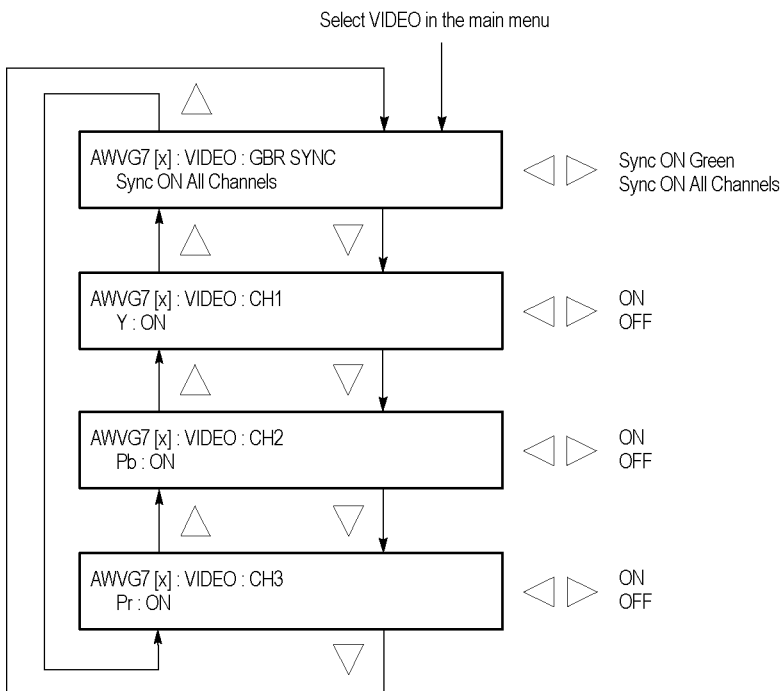 Select VIDEO in the main menu
AWVG7 [x] : VIDEO : GBR SYNC
Sync ON All Channels
Sync ON Green
Sync ON All Channels
AWVG7 [x] : VIDEO : CH1
Y : ON
ON
OFF
AWVG7 [x] : VIDEO : CH2
Pb : ON
ON
OFF
AWVG7 [x] : VIDEO : CH3
Pr : ON
ON
OFF